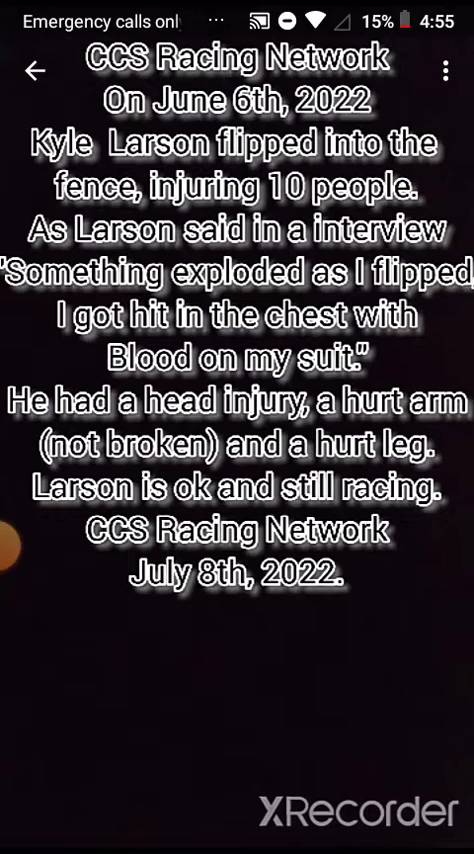 Emergency calls onl ... 15% 4:55
CCS Racing Network
On June 6th, 2022
Kyle Larson flipped into the
fence, injuring 10 people.
As Larson said in a interview
"Something exploded as I flipped,
I got hit in the chest with
Blood on my suit."
He had a head injury, a hurt arm
(not broken) and a hurt leg.
Larson is ok and still racing.
CCS Racing Network
July 8th, 2022.
XRecorder